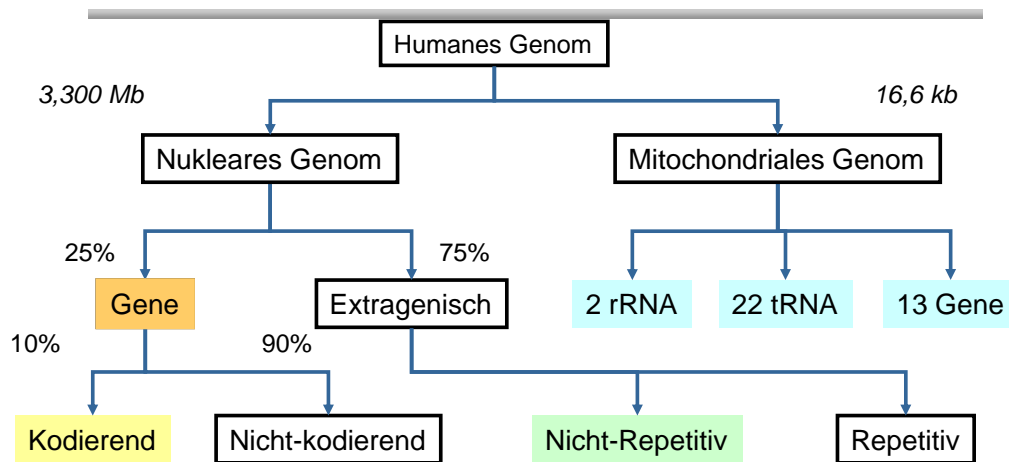 Humanes Genom
3,300 Mb
16,6 kb
Nukleares Genom
Mitochondriales Genom
25%
75%
Gene
Extragenisch
2 rRNA
22 tRNA
13 Gene
10%
90%
Kodierend
Nicht-kodierend
Nicht-Repetitiv
Repetitiv